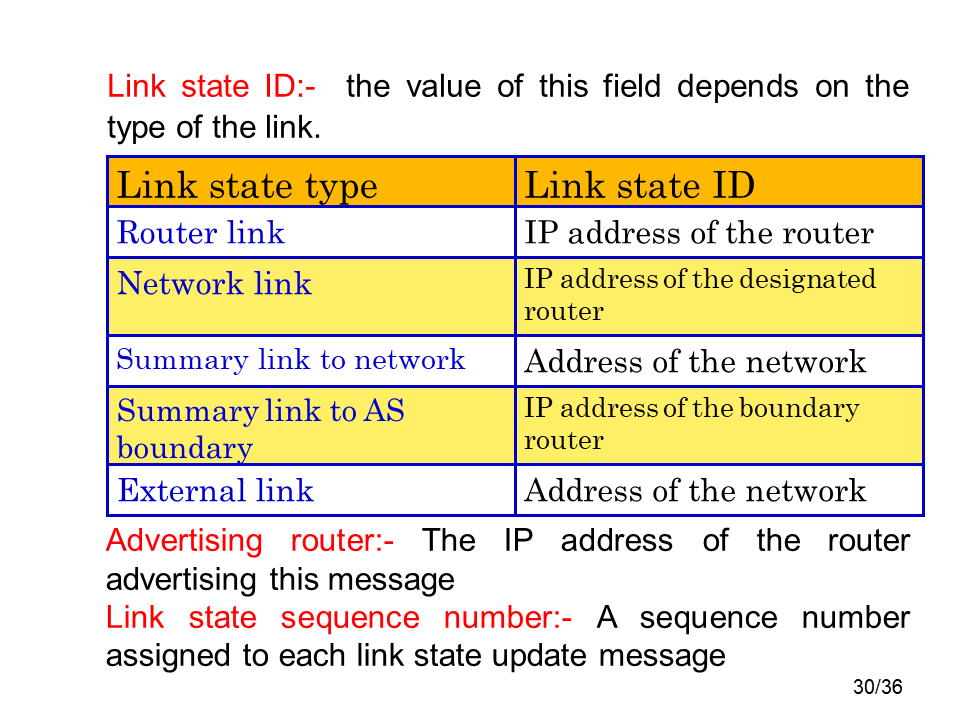 Link state ID:- the value of this field depends on the
type of the link.
Link state type Link state ID
Router link IP address of the router
Network link IP address of the designated
router
Summary link to network Address of the network
Summary link to AS IP address of the boundary
boundary router
External link Address of the network
Advertising router:- The IP address of the router
advertising this message
Link state sequence number:- A sequence number
assigned to each link state update message
30/36